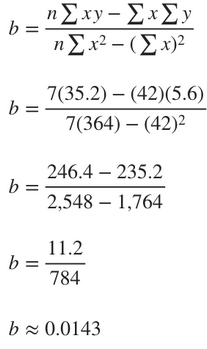 b = \frac{n \sum xy - \sum x \sum y}{n \sum x^2 - (\sum x)^2}
b = \frac{7(35.2) - (42)(5.6)}{7(364) - (42)^2}
b = \frac{246.4 - 235.2}{2,548 - 1,764}
b = \frac{11.2}{784}
b ≈ 0.0143